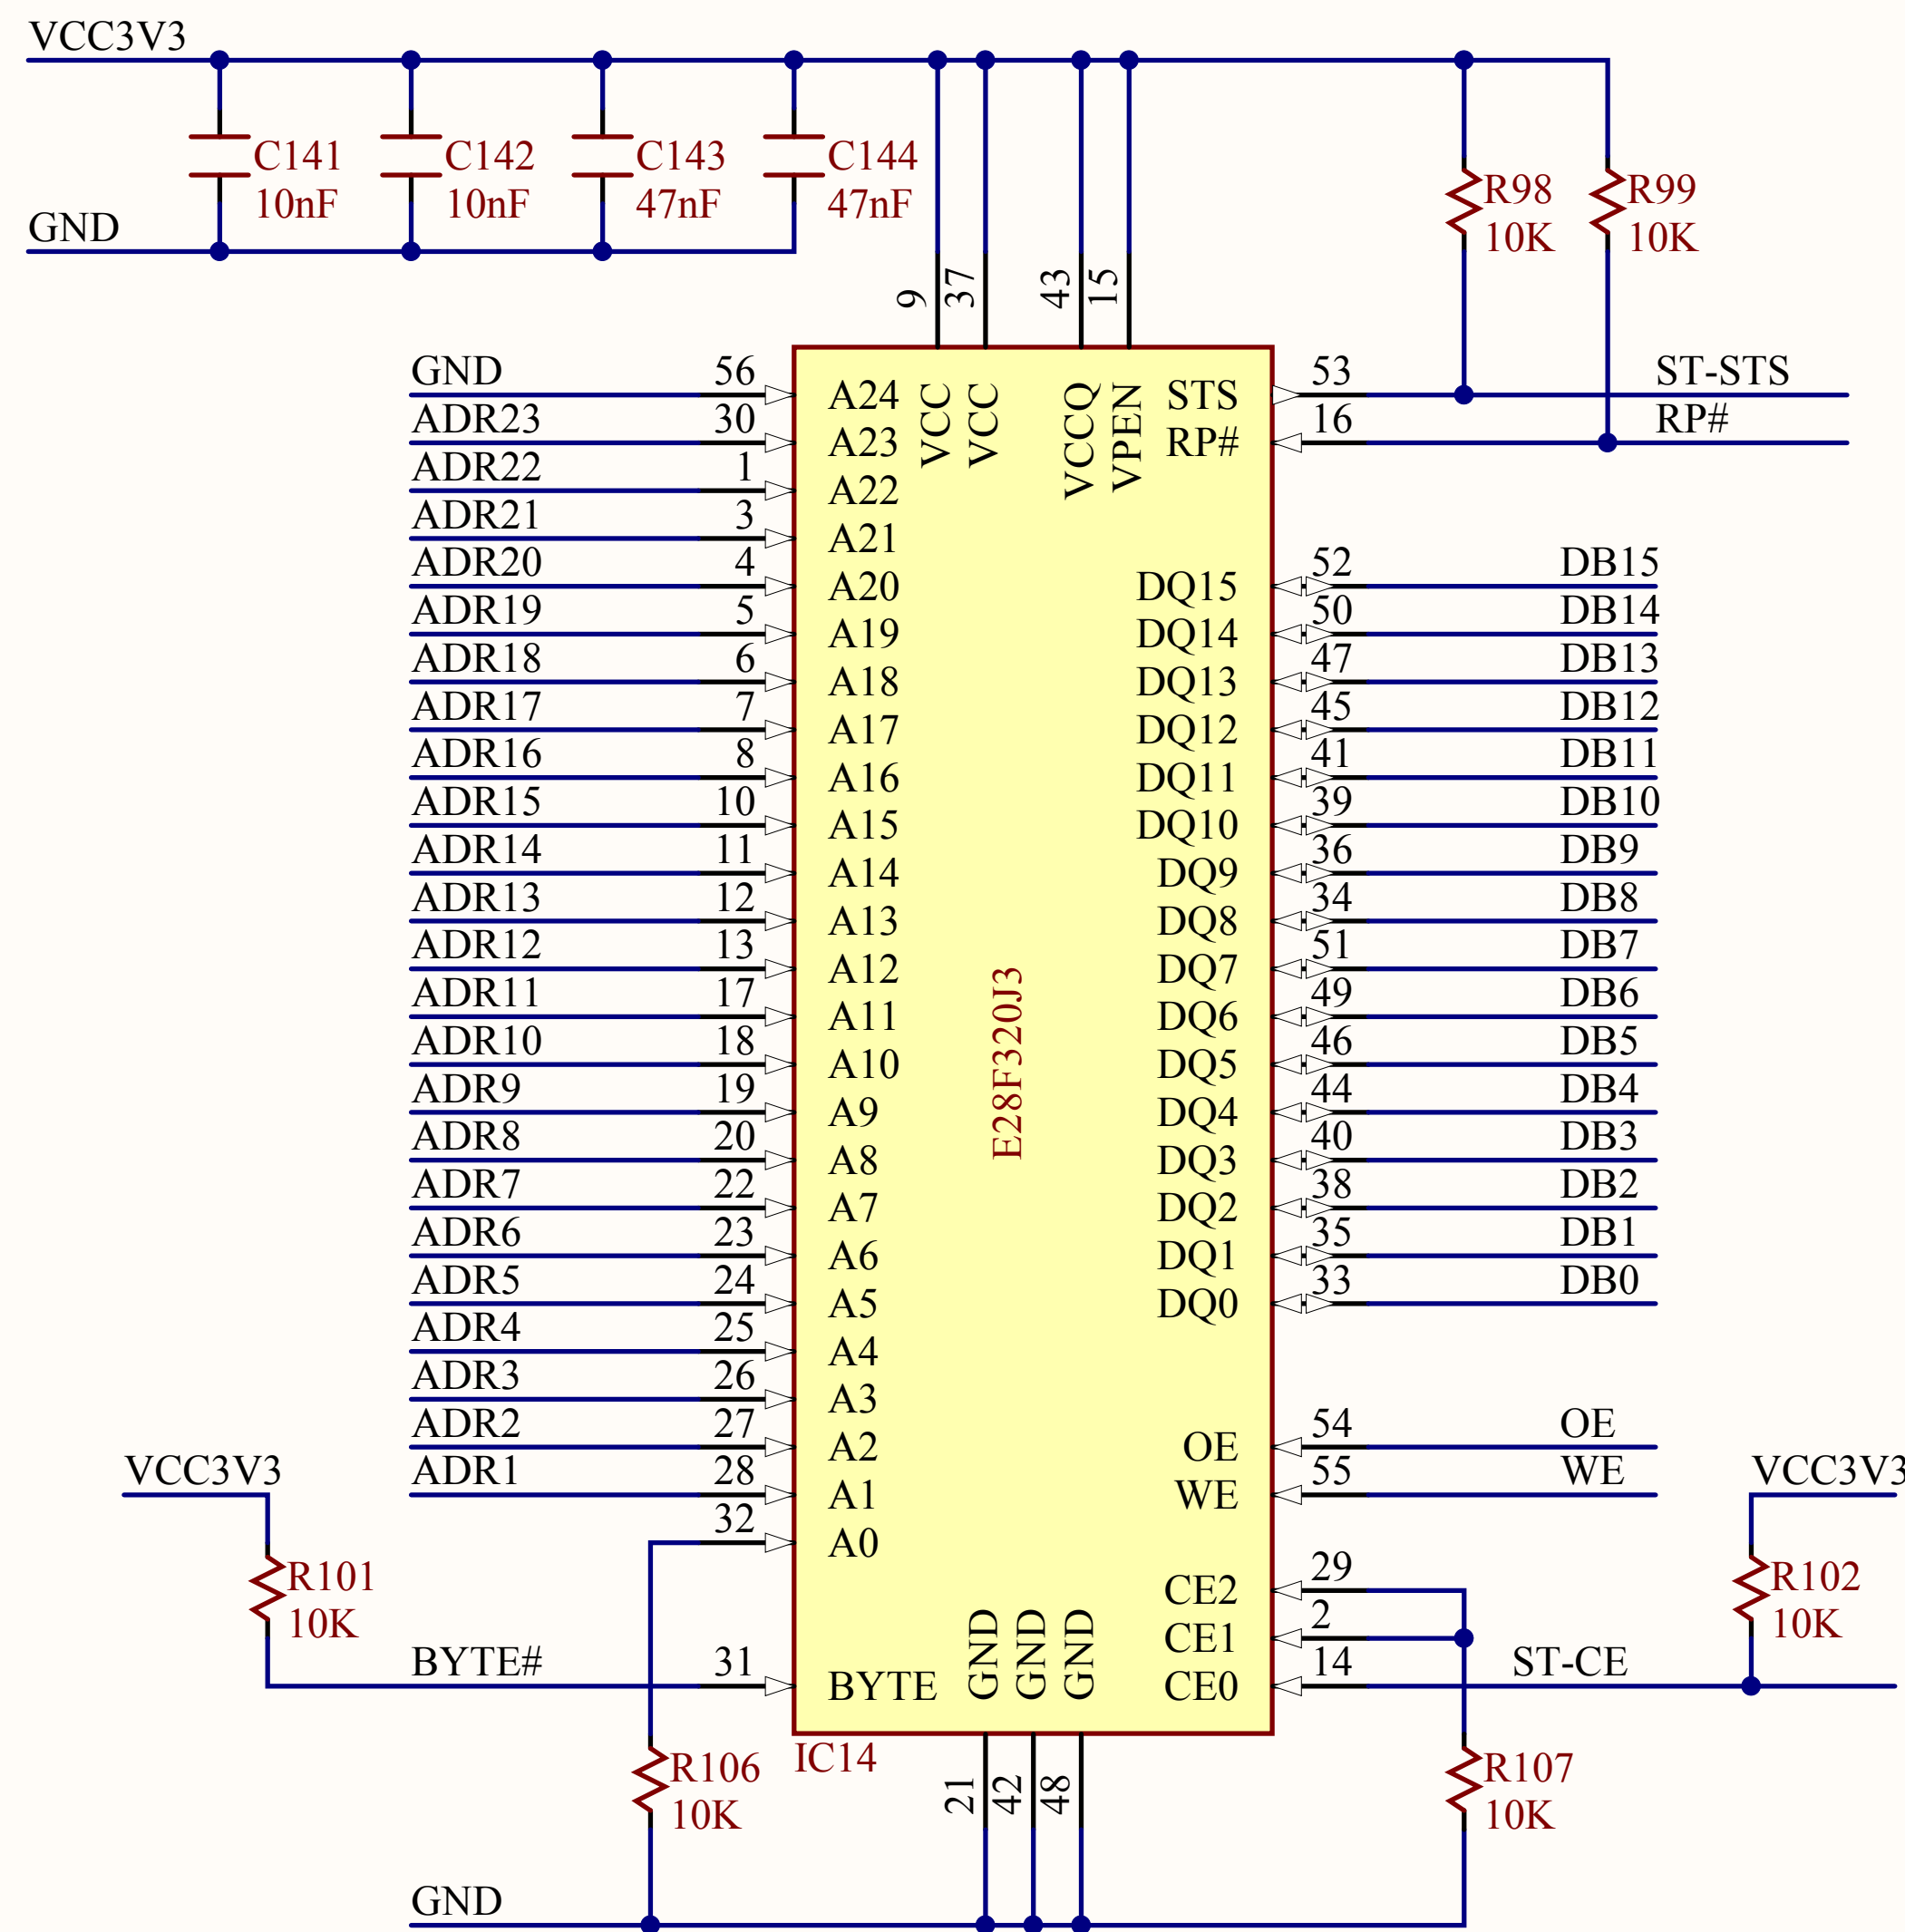 VCC3V3
C141 C142 C143 C144 R98 R99
10nF 10nF 47nF 47nF 10K 10K
GND
9 37 43 15
GND 56 A24 VCC VCC VCCQ VPEN STS 53 ST-STS
ADR23 30 A23 RP# 16 RP#
ADR22 1 A22
ADR21 3 A21
ADR20 4 A20 DQ15 52 DB15
ADR19 5 A19 DQ14 50 DB14
ADR18 6 A18 DQ13 47 DB13
ADR17 7 A17 DQ12 45 DB12
ADR16 8 A16 DQ11 41 DB11
ADR15 10 A15 DQ10 39 DB10
ADR14 11 A14 DQ9 36 DB9
ADR13 12 A13 DQ8 34 DB8
ADR12 13 A12 DQ7 51 DB7
ADR11 17 A11 DQ6 49 DB6
ADR10 18 A10 E28F320J3 DQ5 46 DB5
ADR9 19 A9 DQ4 44 DB4
ADR8 20 A8 DQ3 40 DB3
ADR7 22 A7 DQ2 38 DB2
ADR6 23 A6 DQ1 35 DB1
ADR5 24 A5 DQ0 33 DB0
ADR4 25 A4
ADR3 26 A3
ADR2 27 A2 OE 54 OE
VCC3V3 ADR1 28 A1 WE 55 WE VCC3V3
32 A0
R101 CE2 29 R102
10K CE1 2 10K
BYTE# 31 BYTE GND GND GND CE0 14 ST-CE
IC14
R106 21 42 48 R107
10K 10K
GND